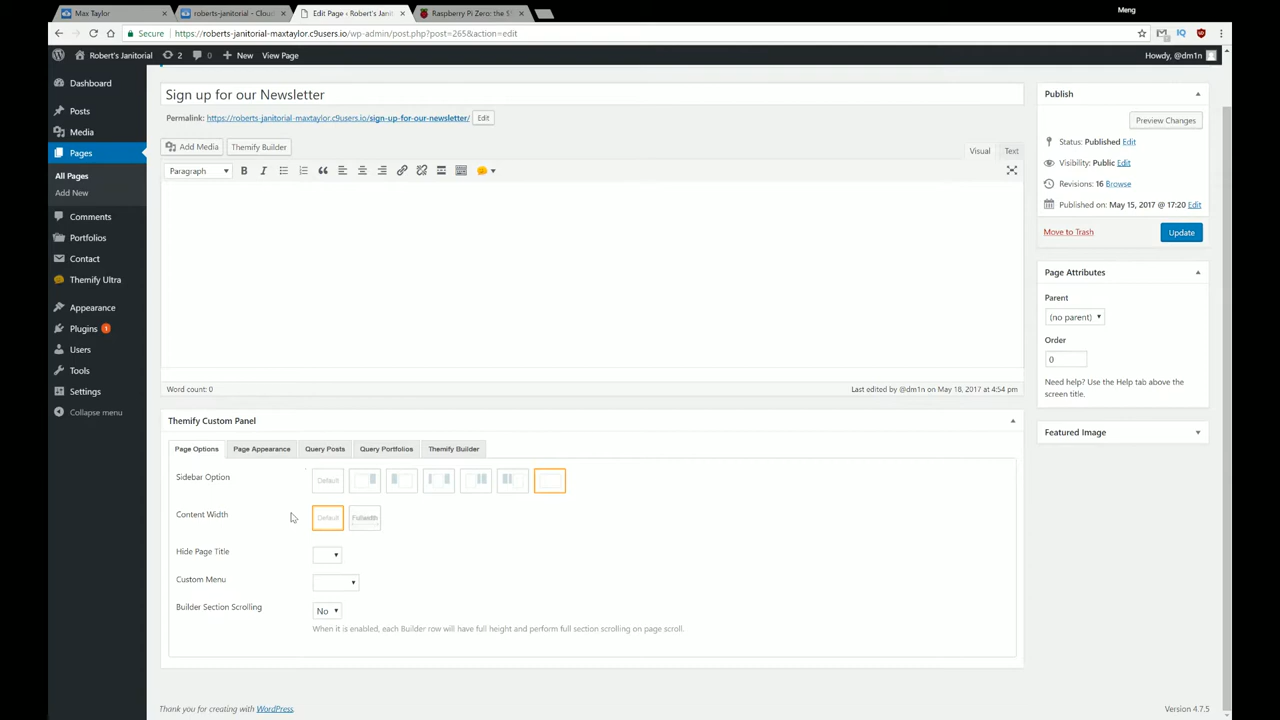 Meng
Max Taylor
roberts-janitorial - Cloud
Edit Page ‹ Robert's Janit
Raspberry Pi Zero: the $
Secure
https://roberts-janitorial-maxtaylor.c9users.io/wp-admin/post.php?post=265&action=edit
Robert's Janitorial
2
0
New
View Page
Howdy, @dm1n
Dashboard
Posts
Media
Pages
All Pages
Add New
Comments
Portfolios
Contact
Themify Ultra
Appearance
Plugins 1
Users
Tools
Settings
Collapse menu
Sign up for our Newsletter
Permalink: https://roberts-janitorial-maxtaylor.c9users.io/sign-up-for-our-newsletter/ Edit
Add Media
Themify Builder
Visual
Text
Paragraph
B
I
Word count: 0
Last edited by @dm1n on May 18, 2017 at 4:54 pm
Themify Custom Panel
Page Options
Page Appearance
Query Posts
Query Portfolios
Themify Builder
Sidebar Option
Default
Content Width
Default
Fullwidth
Hide Page Title
Custom Menu
Builder Section Scrolling
No
When it is enabled, each Builder row will have full height and perform full section scrolling on page scroll.
Publish
Preview Changes
Status: Published Edit
Visibility: Public Edit
Revisions: 16 Browse
Published on: May 15, 2017 @ 17:20 Edit
Move to Trash
Update
Page Attributes
Parent
(no parent)
Order
0
Need help? Use the Help tab above the
screen title.
Featured Image
Thank you for creating with WordPress.
Version 4.7.5